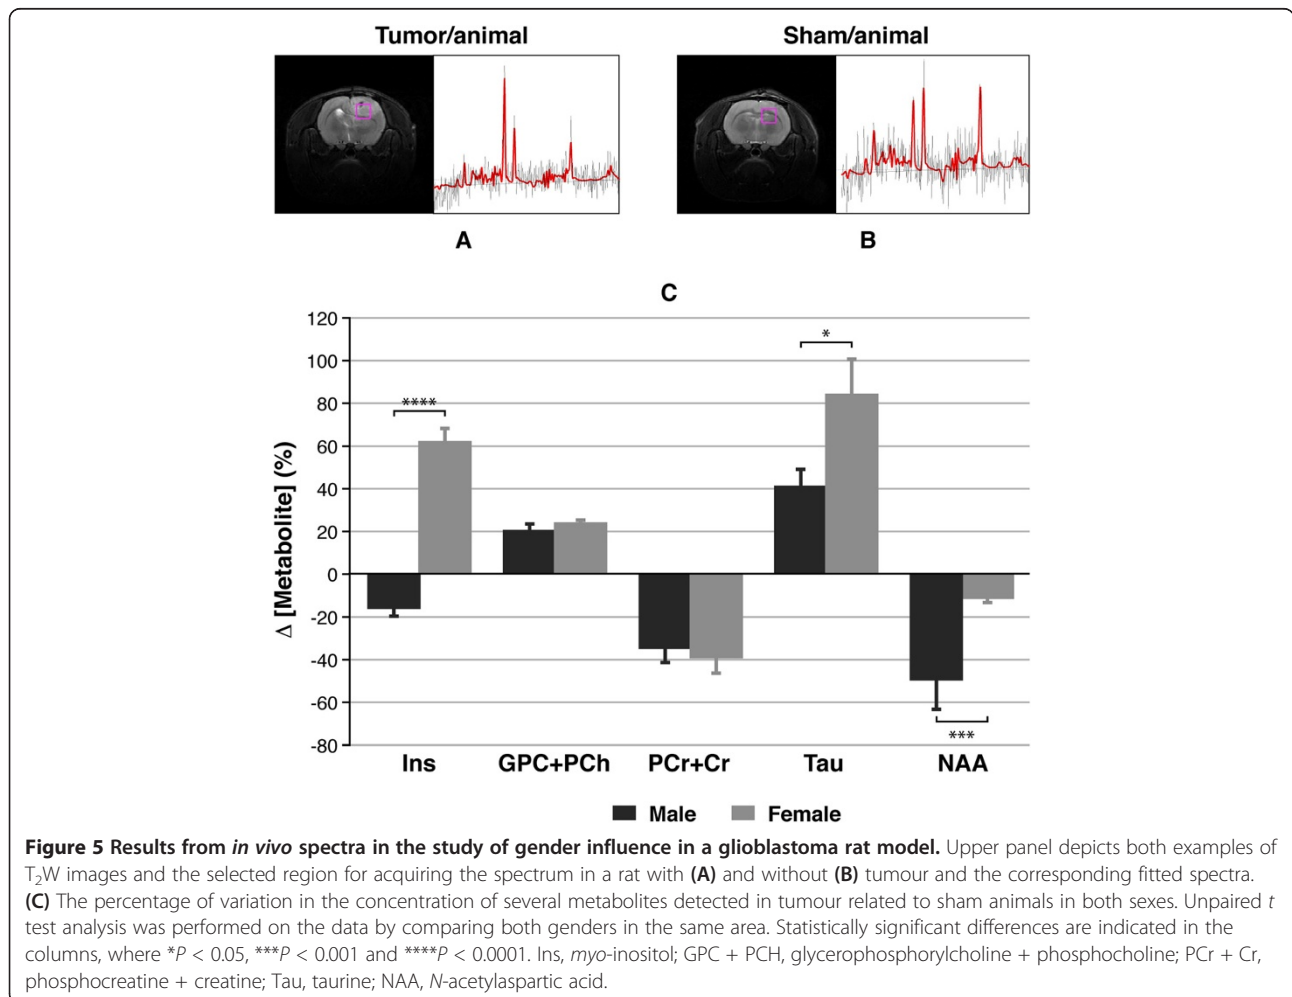 Tumor/animal
Sham/animal
A
B
C
120
100
80
60
40
20
0
-20
-40
-60
-80
Δ [Metabolite] (%)
****
*
***
Ins
GPC+PCh
PCr+Cr
Tau
NAA
Male
Female
Figure 5 Results from in vivo spectra in the study of gender influence in a glioblastoma rat model. Upper panel depicts both examples of
T₂W images and the selected region for acquiring the spectrum in a rat with (A) and without (B) tumour and the corresponding fitted spectra.
(C) The percentage of variation in the concentration of several metabolites detected in tumour related to sham animals in both sexes. Unpaired t
test analysis was performed on the data by comparing both genders in the same area. Statistically significant differences are indicated in the
columns, where *P < 0.05, ***P < 0.001 and ****P < 0.0001. Ins, myo-inositol; GPC + PCH, glycerophosphorylcholine + phosphocholine; PCr + Cr,
phosphocreatine + creatine; Tau, taurine; NAA, N-acetylaspartic acid.